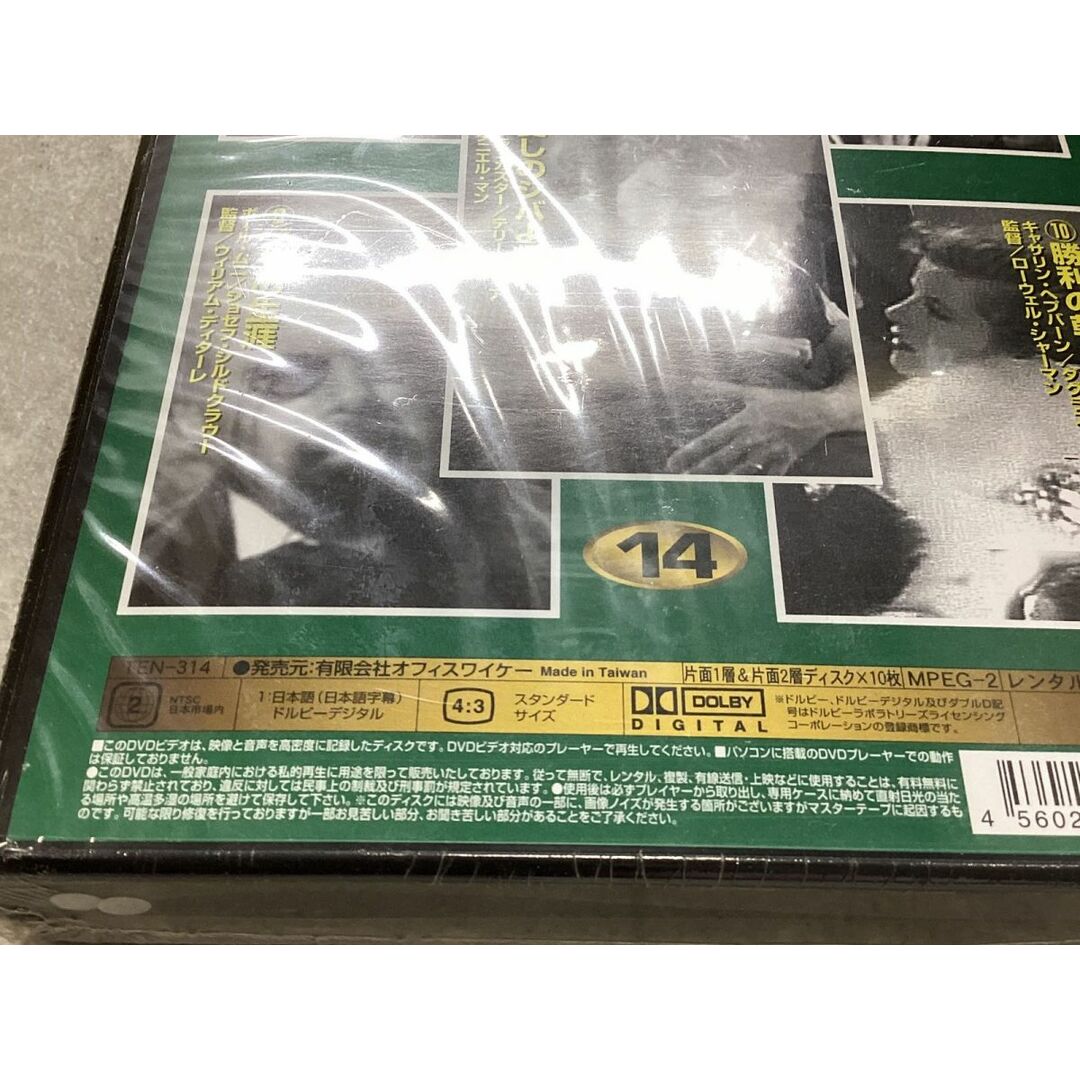 しのシバ
ニエル・マン
生涯
ジョセフ・シルドクラウト
監督／ウィリアム・ディターレ
⑩勝利の
キャサリン・ヘプバーン／ダグラ
監督／ローウェル・シャーマン
14
TEN-314
●発売元:有限会社オフィスワイケー Made in Taiwan
片面1層&片面2層ディスク×10枚
MPEG-2
レンタル
2
NTSC
日本市場内
1:日本語(日本語字幕)
ドルビーデジタル
4:3
スタンダード
サイズ
DOLBY
DIGITAL
※ドルビー、ドルビーデジタル及びダブルD記
号はドルビーラボラトリーズライセンシング
コーポレーションの登録商標です。
■このDVDビデオは、映像と音声を高密度に記録したディスクです。DVDビデオ対応のプレーヤーで再生してください。■パソコンに搭載のDVDプレーヤーでの動作
は保証しておりません。
●このDVDは、一般家庭内における私的再生に用途を限って販売いたしております。従って無断で、レンタル、複製、有線送信・上映などに使用することは、有料無料に
関わらず禁止されており、違反に対しては民事上の制裁及び刑事罰が規定されています。●使用後は必ずプレイヤーから取り出し、専用ケースに納めて直射日光の当た
る場所や高温多湿の場所を避けて保存して下さい。※このディスクには映像及び音声の一部に、画像ノイズが発生する箇所がございますがマスターテープに起因するも
のです。可能な限り修復を行っておりますが一部お見苦しい部分、お聞き苦しい部分があることをご了承ください。
4 5602